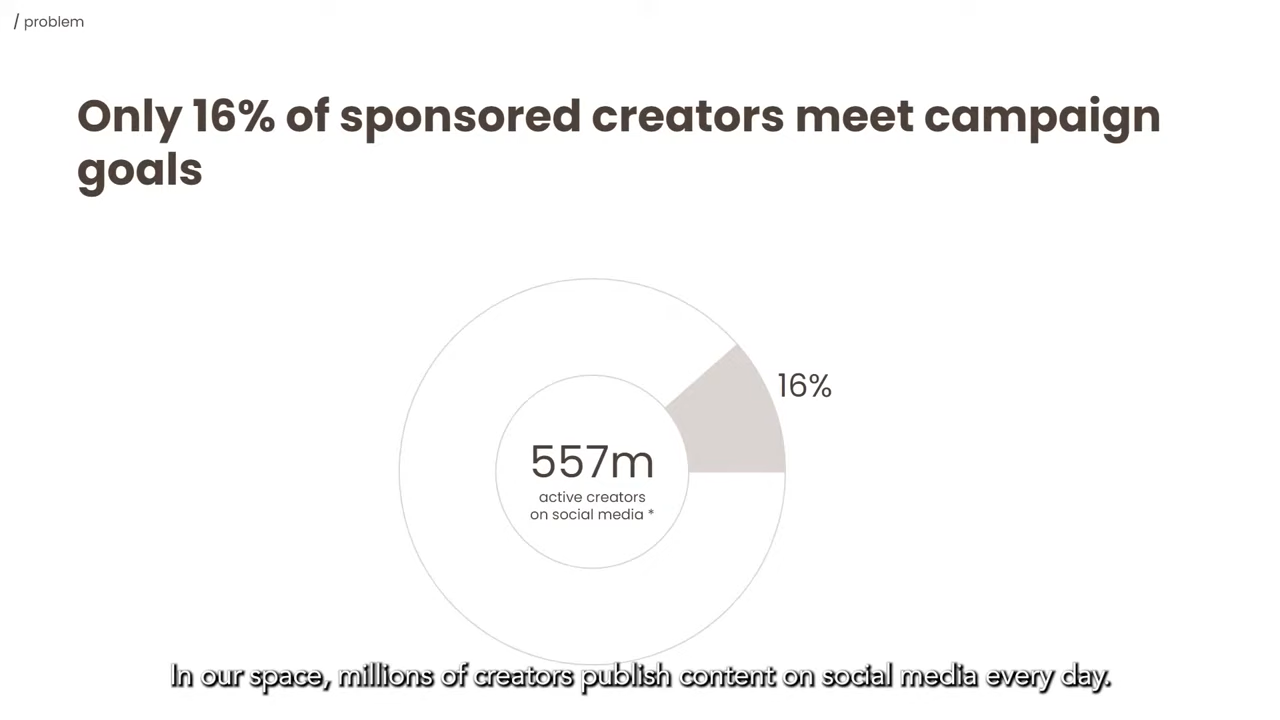 / problem
Only 16% of sponsored creators meet campaign
goals
16%
557m
active creators
on social media *
In our space, millions of creators publish content on social media every day.